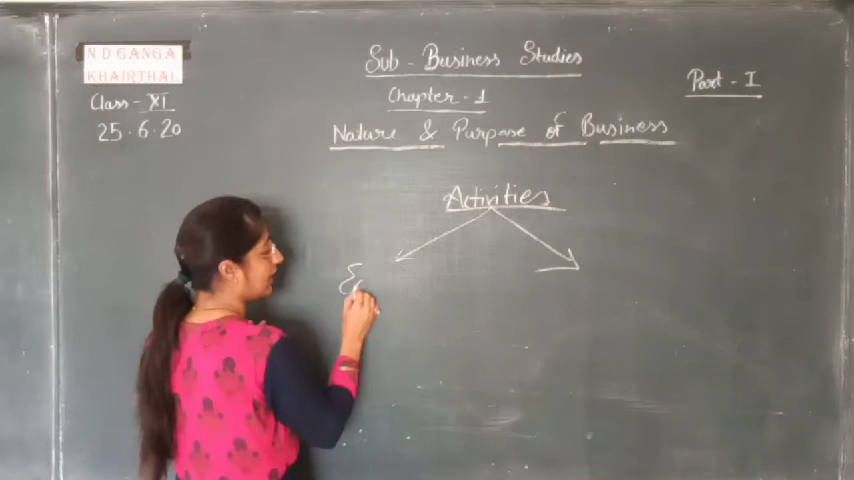 N D GANGA
KHAIRTHAL
Class - XI
25.6.20
Sub - Business Studies
Chapter - 1
Part - I
Nature & Purpose of Business
Activities
E